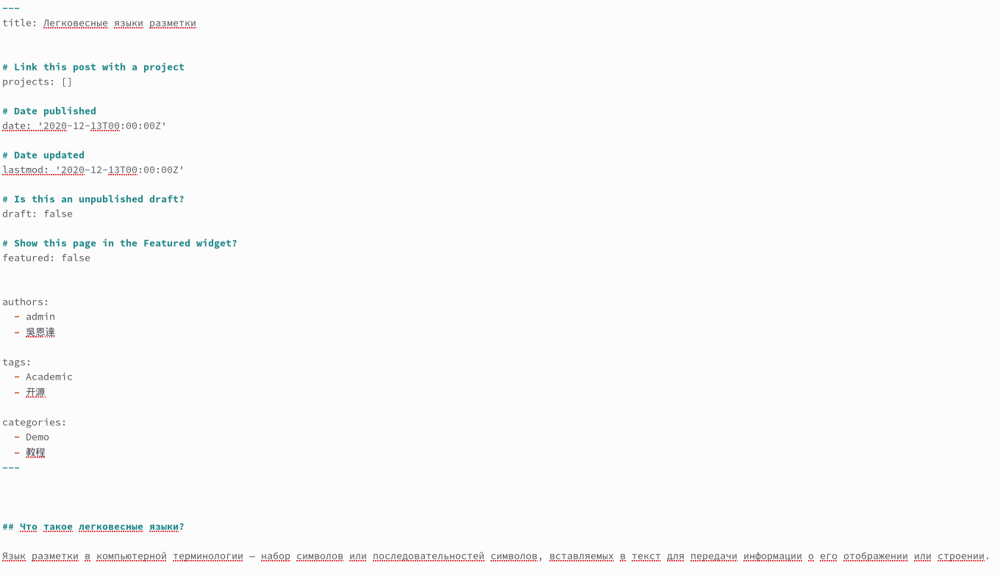 ---
title: Легковесные языки разметки
# Link this post with a project
projects: []
# Date published
date: '2020-12-13T00:00:00Z'
# Date updated
lastmod: '2020-12-13T00:00:00Z'
# Is this an unpublished draft?
draft: false
# Show this page in the Featured widget?
featured: false
authors:
- admin
- 吳恩達
tags:
- Academic
- 开源
categories:
- Demo
- 教程
---
## Что такое легковесные языки?
Язык разметки в компьютерной терминологии — набор символов или последовательностей символов, вставляемых в текст для передачи информации о его отображении или строении.